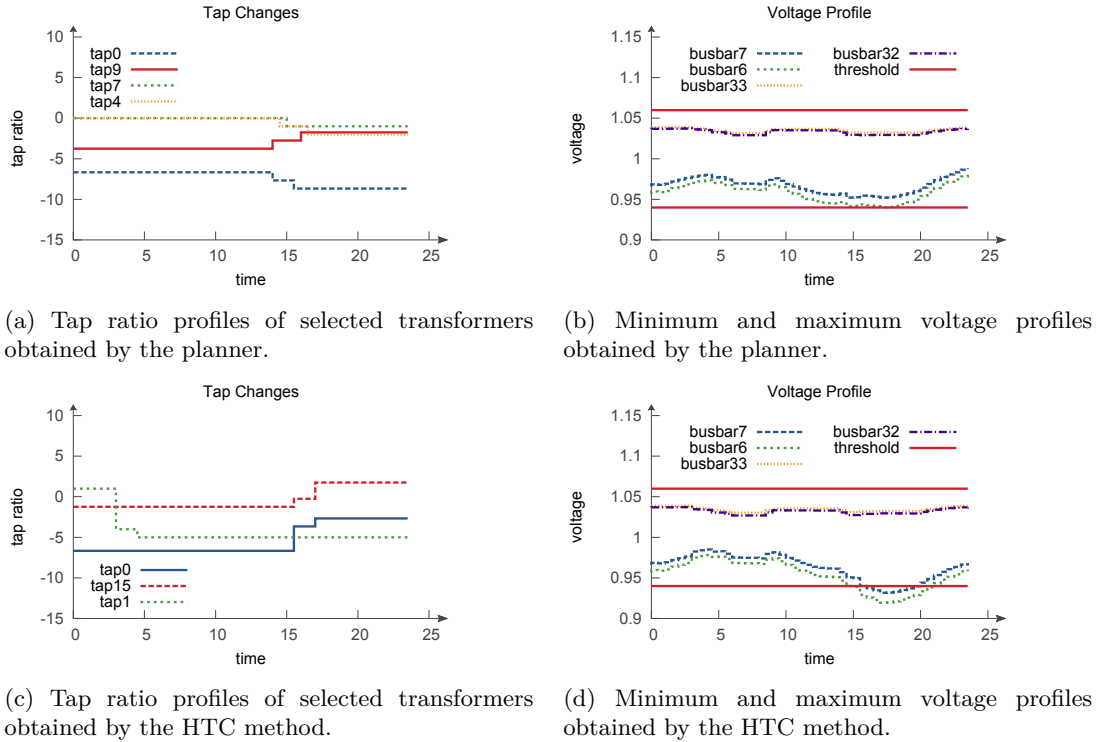 Tap Changes
10
5
0
-5
-10
-15
tap ratio
tap0
tap9
tap7
tap4
0 5 10 15 20 25
time
Voltage Profile
1.15
1.1
1.05
1
0.95
0.9
voltage
busbar7
busbar6
busbar33
busbar32
threshold
0 5 10 15 20 25
time
(a) Tap ratio profiles of selected transformers
obtained by the planner.
(b) Minimum and maximum voltage profiles
obtained by the planner.
Tap Changes
10
5
0
-5
-10
-15
tap ratio
tap0
tap15
tap1
0 5 10 15 20 25
time
Voltage Profile
1.15
1.1
1.05
1
0.95
0.9
voltage
busbar7
busbar6
busbar33
busbar32
threshold
0 5 10 15 20 25
time
(c) Tap ratio profiles of selected transformers
obtained by the HTC method.
(d) Minimum and maximum voltage profiles
obtained by the HTC method.